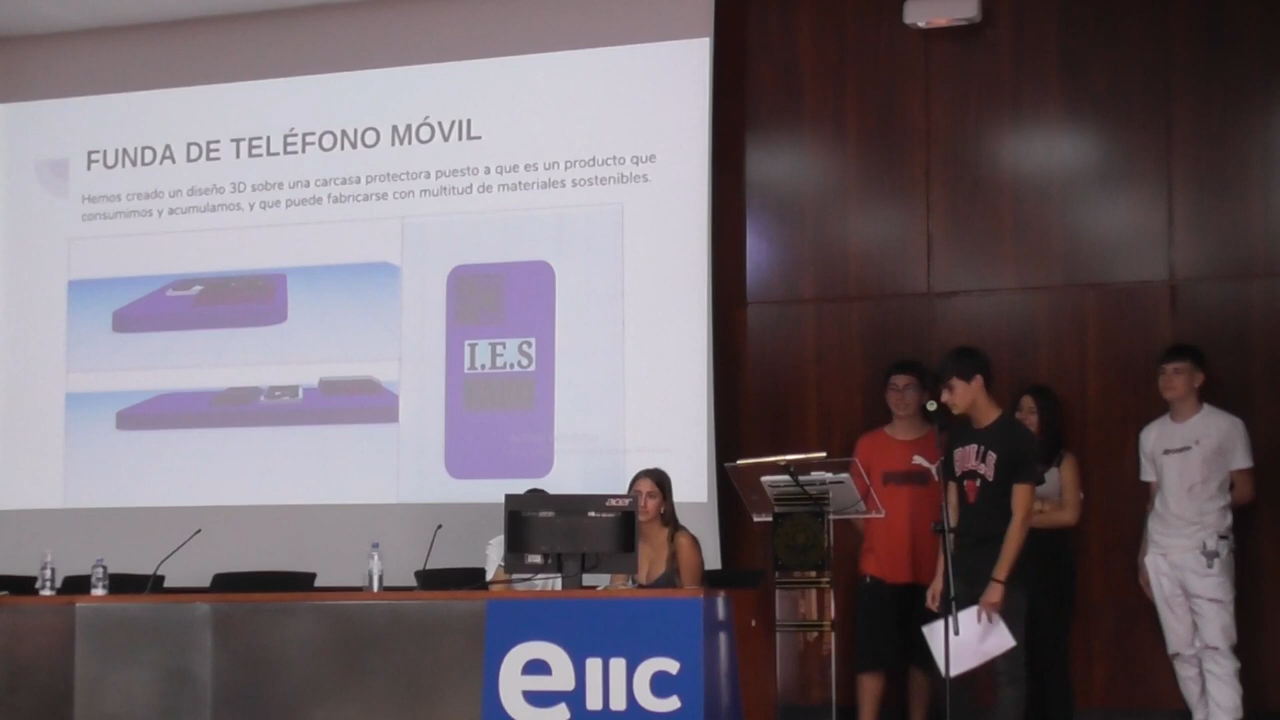 FUNDA DE TELÉFONO MÓVIL
Hemos creado un diseño 3D sobre una carcasa protectora puesto a que es un producto que
consumimos y acumulamos, y que puede fabricarse con multitud de materiales sostenibles.
I.E.S
acer
PUMA
BULLS
eiic